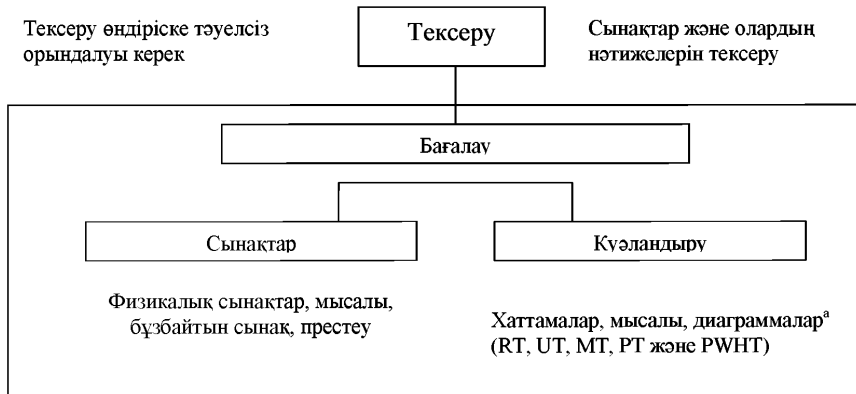 Тексеру өндіріске тәуелсіз
орындалуы керек
Тексеру
Сынақтар және олардың
нәтижелерін тексеру
Бағалау
Сынақтар
Куәландыру
Физикалық сынақтар, мысалы,
бұзбайтын сынақ, престеу
Хаттамалар, мысалы, диаграммаларᵃ
(RT, UT, MT, PT және PWHT)